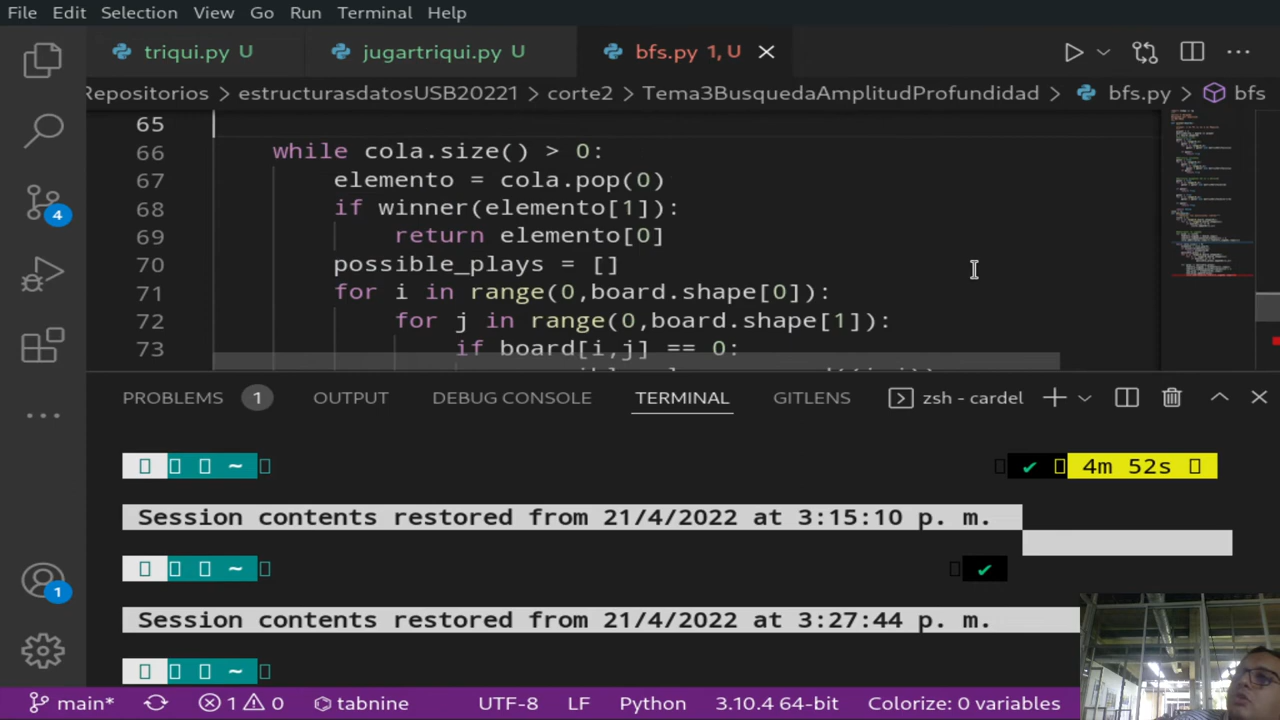 File Edit Selection View Go Run Terminal Help
triqui.py U jugartriqui.py U bfs.py 1, U
Repositorios > estructurasdatosUSB20221 > corte2 > Tema3BusquedaAmplitudProfundidad > bfs.py > bfs
65
66 while cola.size() > 0:
67 elemento = cola.pop(0)
68 if winner(elemento[1]):
69 return elemento[0]
70 possible_plays = []
71 for i in range(0,board.shape[0]):
72 for j in range(0,board.shape[1]):
73 if board[i,j] == 0:
4
PROBLEMS 1 OUTPUT DEBUG CONSOLE TERMINAL GITLENS zsh - cardel
~ ✔ 4m 52s
Session contents restored from 21/4/2022 at 3:15:10 p. m.
~ ✔
Session contents restored from 21/4/2022 at 3:27:44 p. m.
~
1
main* 1 0 tabnine UTF-8 LF Python 3.10.4 64-bit Colorize: 0 variables